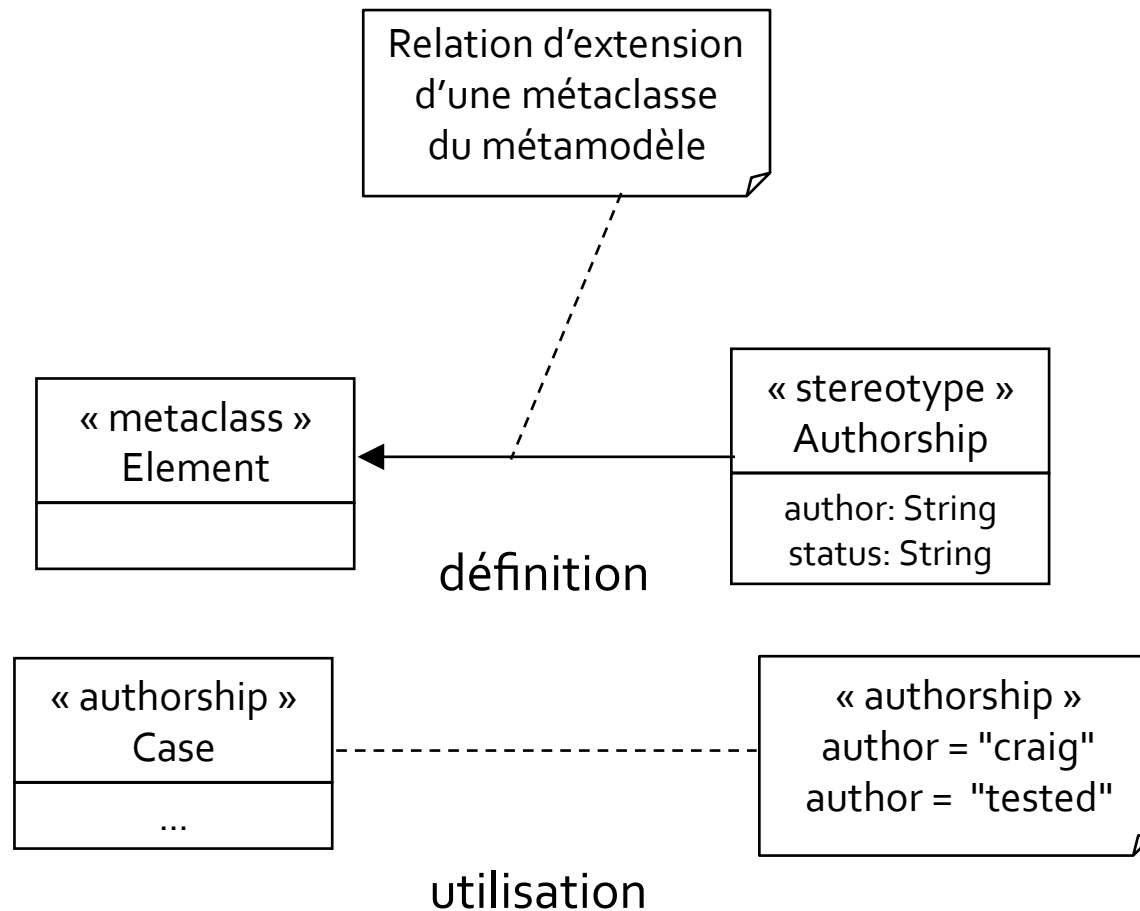 Relation d’extension
d’une métaclasse
du métamodèle
« metaclass »
Element
« stereotype »
Authorship
author: String
status: String
définition
« authorship »
Case
...
« authorship »
author = "craig"
author =  "tested"
utilisation